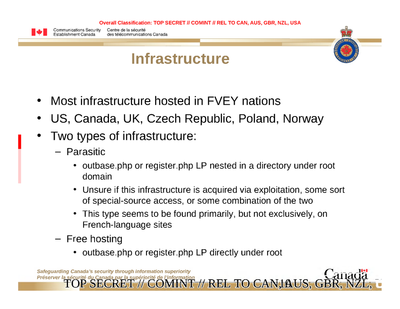 Overall Classification: TOP SECRET // COMINT // REL TO CAN, AUS, GBR, NZL, USA
Communications Security Centre de la sécurité
Establishment Canada des télécommunications Canada
Infrastructure
• Most infrastructure hosted in FVEY nations
• US, Canada, UK, Czech Republic, Poland, Norway
• Two types of infrastructure:
– Parasitic
• outbase.php or register.php LP nested in a directory under root
domain
• Unsure if this infrastructure is acquired via exploitation, some sort
of special-source access, or some combination of the two
• This type seems to be found primarily, but not exclusively, on
French-language sites
– Free hosting
• outbase.php or register.php LP directly under root
Safeguarding Canada's security through information superiority
Préserver la sécurité du Canada par la supériorité de l'information
Canada
TOP SECRET // COMINT // REL TO CAN, AUS, GBR, NZL,